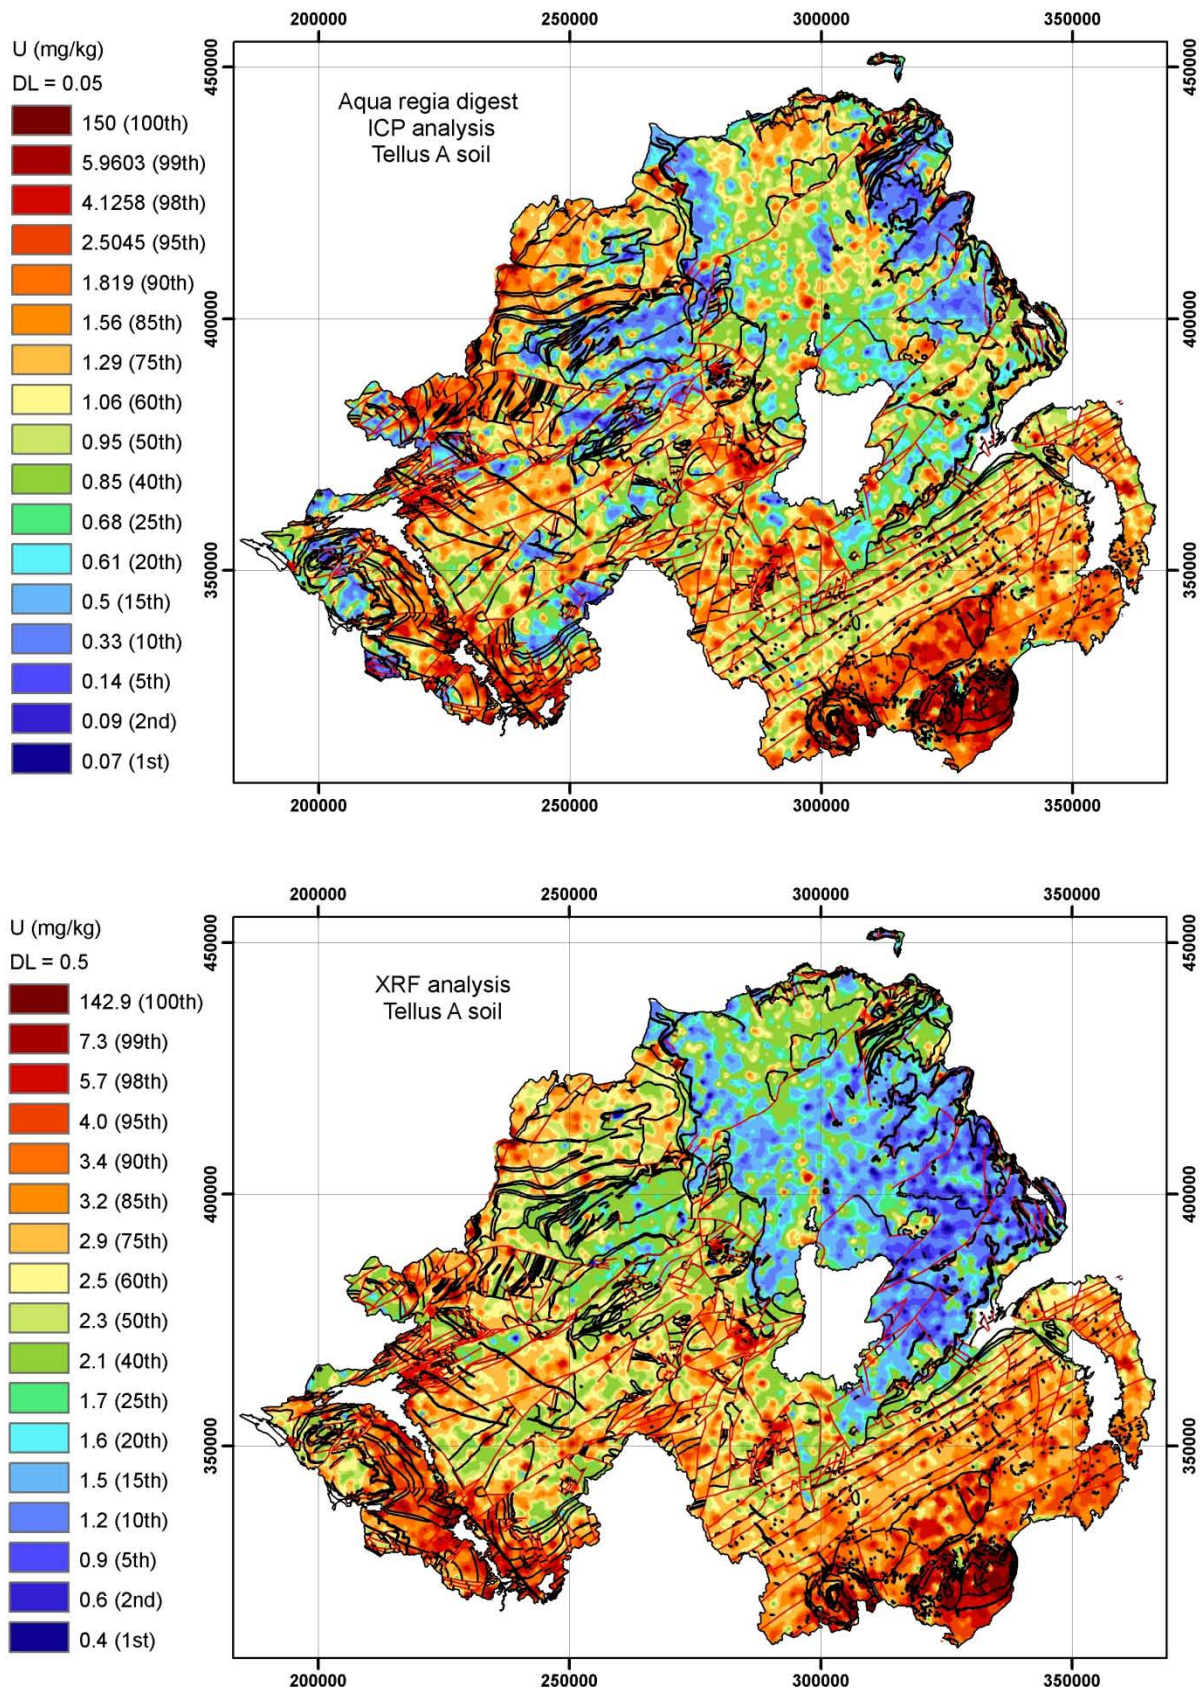 200000 250000 300000 350000
U (mg/kg)
DL = 0.05
150 (100th)
5.9603 (99th)
4.1258 (98th)
2.5045 (95th)
1.819 (90th)
1.56 (85th)
1.29 (75th)
1.06 (60th)
0.95 (50th)
0.85 (40th)
0.68 (25th)
0.61 (20th)
0.5 (15th)
0.33 (10th)
0.14 (5th)
0.09 (2nd)
0.07 (1st)
Aqua regia digest
ICP analysis
Tellus A soil
450000
400000
350000
450000
400000
350000
200000 250000 300000 350000
200000 250000 300000 350000
U (mg/kg)
DL = 0.5
142.9 (100th)
7.3 (99th)
5.7 (98th)
4.0 (95th)
3.4 (90th)
3.2 (85th)
2.9 (75th)
2.5 (60th)
2.3 (50th)
2.1 (40th)
1.7 (25th)
1.6 (20th)
1.5 (15th)
1.2 (10th)
0.9 (5th)
0.6 (2nd)
0.4 (1st)
XRF analysis
Tellus A soil
450000
400000
350000
450000
400000
350000
200000 250000 300000 350000